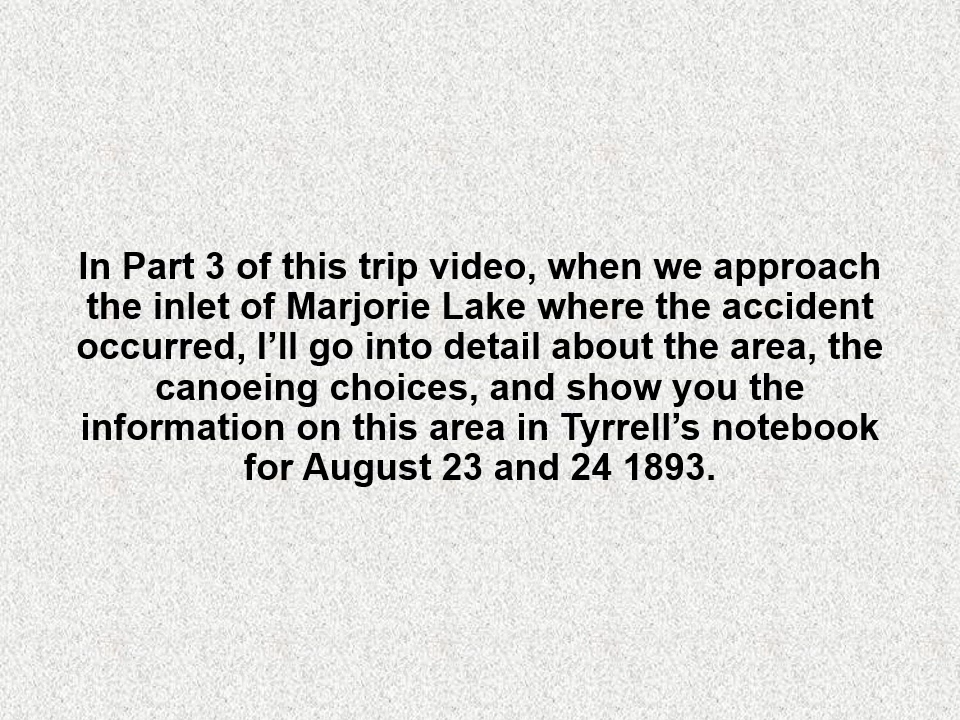 In Part 3 of this trip video, when we approach
the inlet of Marjorie Lake where the accident
occurred, I’ll go into detail about the area, the
canoeing choices, and show you the
information on this area in Tyrrell’s notebook
for August 23 and 24 1893.